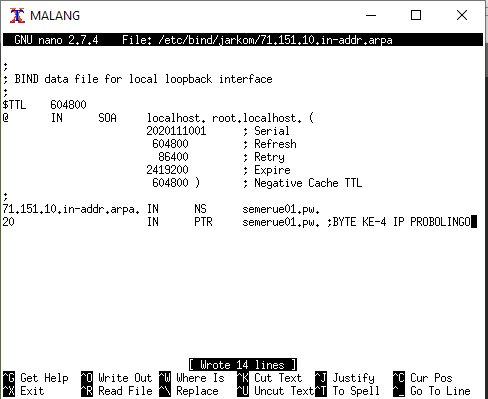 MALANG
GNU nano 2.7.4 File: /etc/bind/jarkom/71.151.10.in-addr.arpa
;
; BIND data file for local loopback interface
;
$TTL 604800
@ IN SOA localhost. root.localhost. (
2020111001 ; Serial
604800 ; Refresh
86400 ; Retry
2419200 ; Expire
604800 ) ; Negative Cache TTL
;
71.151.10.in-addr.arpa. IN NS semerue01.pw.
20 IN PTR semerue01.pw. ;BYTE KE-4 IP PROBOLINGO
[ Wrote 14 lines ]
^G Get Help ^O Write Out ^W Where Is ^K Cut Text ^J Justify ^C Cur Pos
^X Exit ^R Read File ^\ Replace ^U Uncut Text ^T To Spell ^_ Go To Line